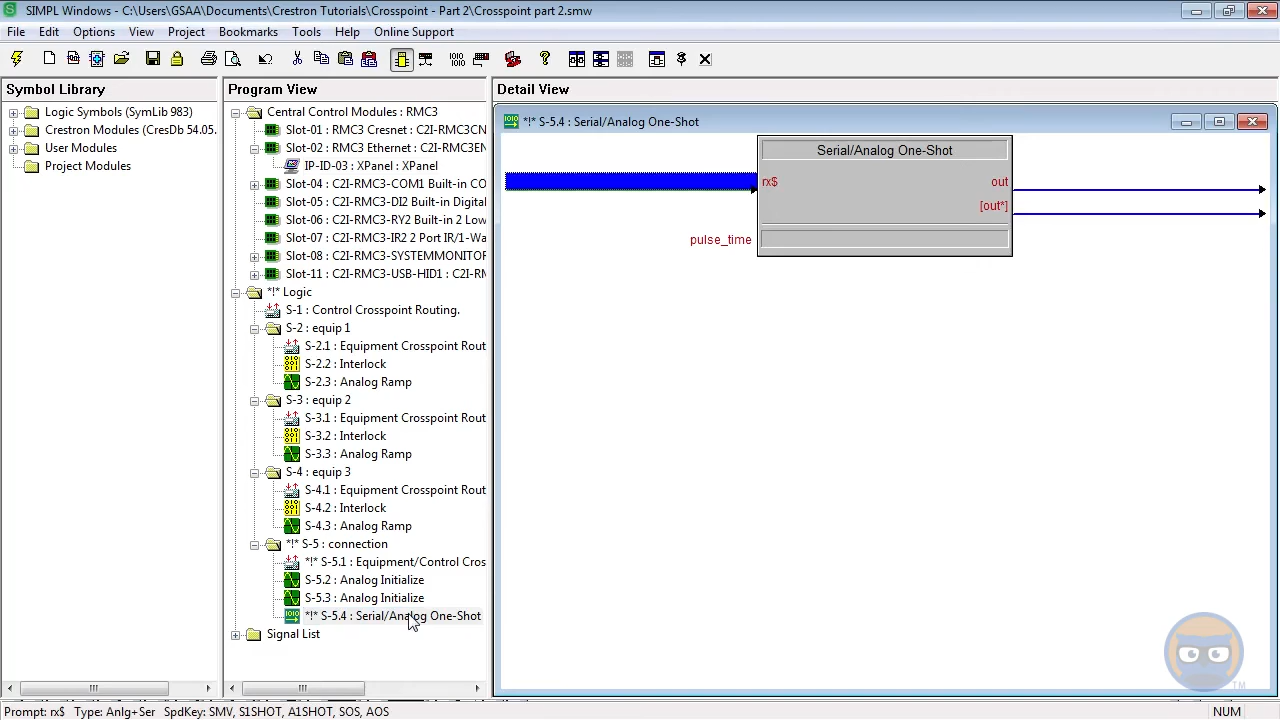 SIMPL Windows - C:\Users\GSAA\Documents\Crestron Tutorials\Crosspoint - Part 2\Crosspoint part 2.smw
File Edit Options View Project Bookmarks Tools Help Online Support
Symbol Library
Logic Symbols (SymLib 983)
Crestron Modules (CresDb 54.05.
User Modules
Project Modules
Program View
Central Control Modules : RMC3
Slot-01 : RMC3 Cresnet : C2I-RMC3CN
Slot-02 : RMC3 Ethernet : C2I-RMC3EN
IP-ID-03 : XPanel : XPanel
Slot-04 : C2I-RMC3-COM1 Built-in CO
Slot-05 : C2I-RMC3-DI2 Built-in Digital
Slot-06 : C2I-RMC3-RY2 Built-in 2 Low
Slot-07 : C2I-RMC3-IR2 2 Port IR/1-Wa
Slot-08 : C2I-RMC3-SYSTEMMONITOR
Slot-11 : C2I-RMC3-USB-HID1 : C2I-RM
*!* Logic
S-1 : Control Crosspoint Routing.
S-2 : equip 1
S-2.1 : Equipment Crosspoint Rout
S-2.2 : Interlock
S-2.3 : Analog Ramp
S-3 : equip 2
S-3.1 : Equipment Crosspoint Rout
S-3.2 : Interlock
S-3.3 : Analog Ramp
S-4 : equip 3
S-4.1 : Equipment Crosspoint Rout
S-4.2 : Interlock
S-4.3 : Analog Ramp
*!* S-5 : connection
*!* S-5.1 : Equipment/Control Cros
S-5.2 : Analog Initialize
S-5.3 : Analog Initialize
*!* S-5.4 : Serial/Analog One-Shot
Signal List
Detail View
*!* S-5.4 : Serial/Analog One-Shot
Serial/Analog One-Shot
rx$ out
[out*]
pulse_time
TM
Prompt: rx$ Type: Anlg+Ser SpdKey: SMV, S1SHOT, A1SHOT, SOS, AOS
NUM